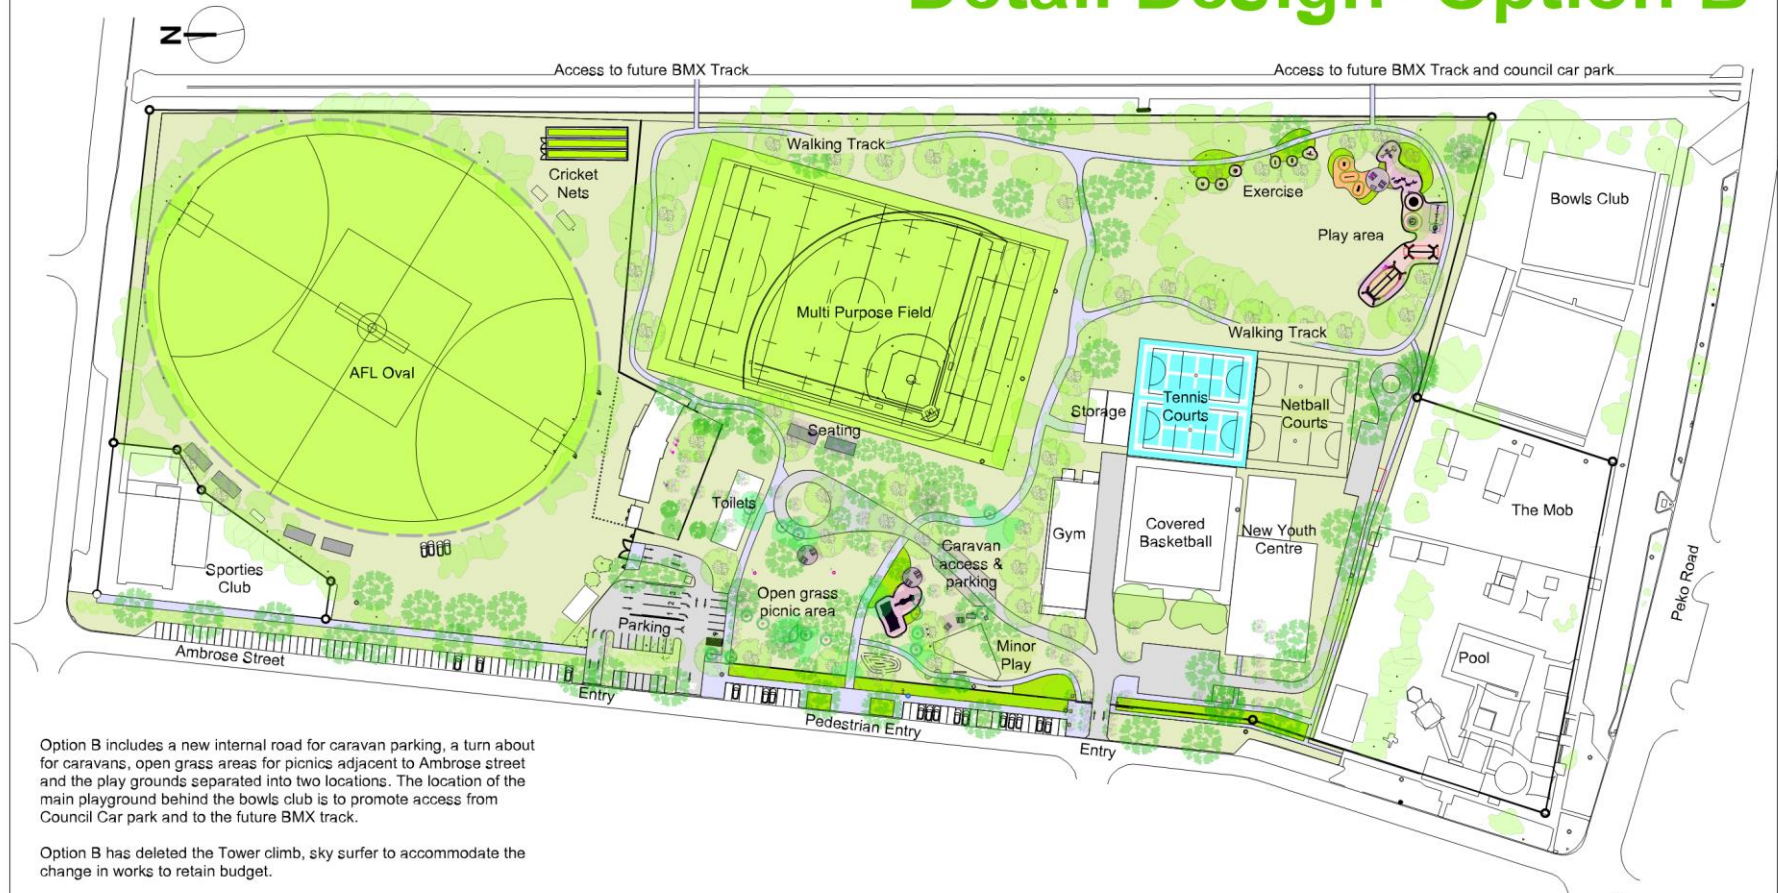 Detail Design- Option B
N
Access to future BMX Track
Access to future BMX Track and council car park
Walking Track
Cricket
Nets
Exercise
Bowls Club
Play area
Multi Purpose Field
Walking Track
AFL Oval
Storage
Tennis
Courts
Netball
Courts
Seating
Toilets
The Mob
Gym
Covered
Basketball
New Youth
Centre
Caravan
access &
parking
Sporties
Club
Open grass
picnic area
Peko Road
Parking
Minor
Play
Pool
Ambrose Street
Entry
Pedestrian Entry
Entry
Option B includes a new internal road for caravan parking, a turn about
for caravans, open grass areas for picnics adjacent to Ambrose street
and the play grounds separated into two locations. The location of the
main playground behind the bowls club is to promote access from
Council Car park and to the future BMX track.
Option B has deleted the Tower climb, sky surfer to accommodate the
change in works to retain budget.